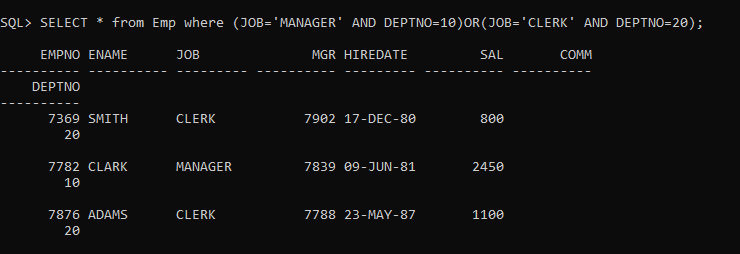 SQL> SELECT * from Emp where (JOB='MANAGER' AND DEPTNO=10)OR(JOB='CLERK' AND DEPTNO=20);
     EMPNO ENAME      JOB              MGR HIREDATE         SAL       COMM
---------- ---------- --------- ---------- --------- ---------- ----------
    DEPTNO
----------
      7369 SMITH      CLERK           7902 17-DEC-80        800
        20
      7782 CLARK      MANAGER         7839 09-JUN-81       2450
        10
      7876 ADAMS      CLERK           7788 23-MAY-87       1100
        20